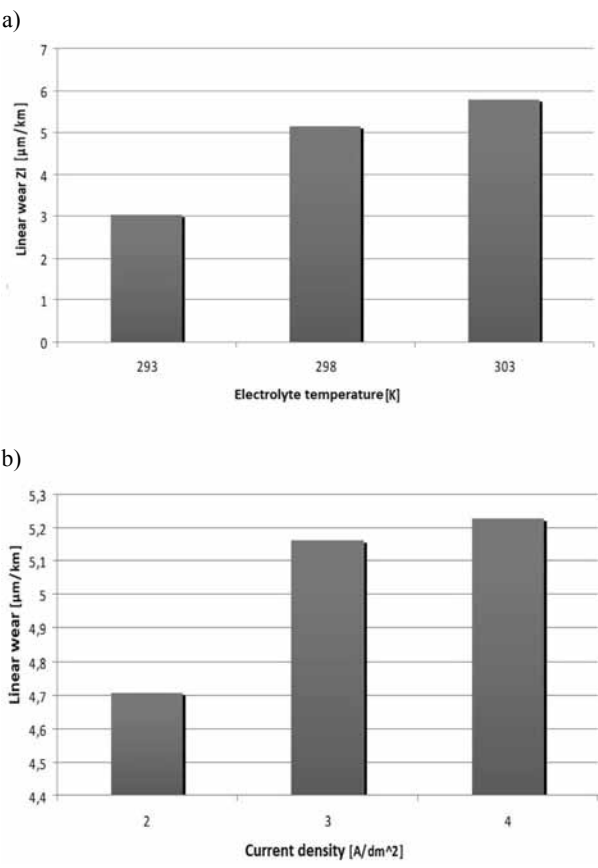 a)
7
6
5
4
3
2
1
0
Linear wear Zl [µm/km]
293 298 303
Electrolyte temperature[K]
b)
5,3
5,2
5,1
5
4,9
4,8
4,7
4,6
4,5
4,4
Linear wear [µm/km]
2 3 4
Current density [A/dm^2]